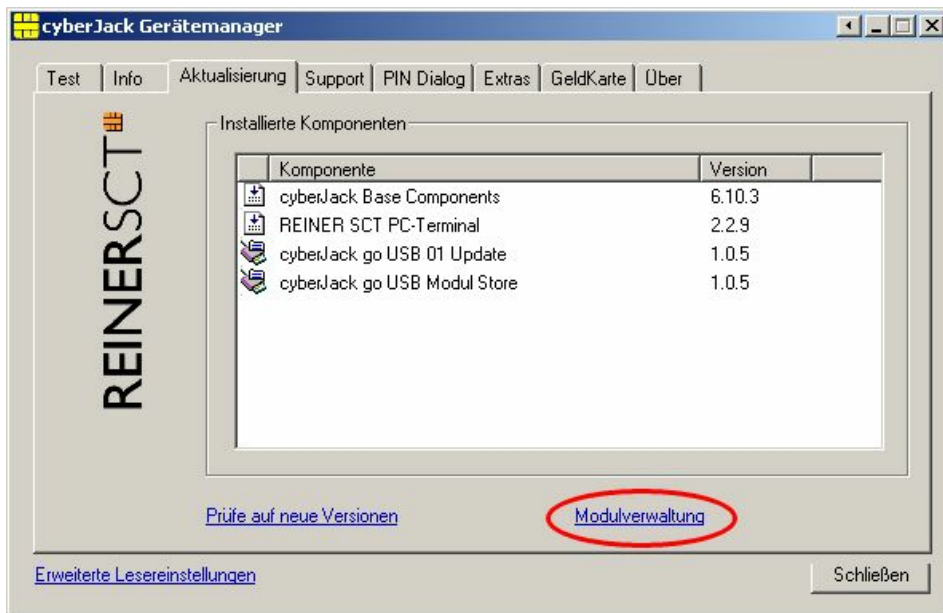 cyberJack Gerätemanager
Test Info Aktualisierung Support PIN Dialog Extras GeldKarte Über
REINERSCT
Installierte Komponenten
Komponente Version
cyberJack Base Components 6.10.3
REINER SCT PC-Terminal 2.2.9
cyberJack go USB 01 Update 1.0.5
cyberJack go USB Modul Store 1.0.5
Prüfe auf neue Versionen Modulverwaltung
Erweiterte Lesereinstellungen Schließen